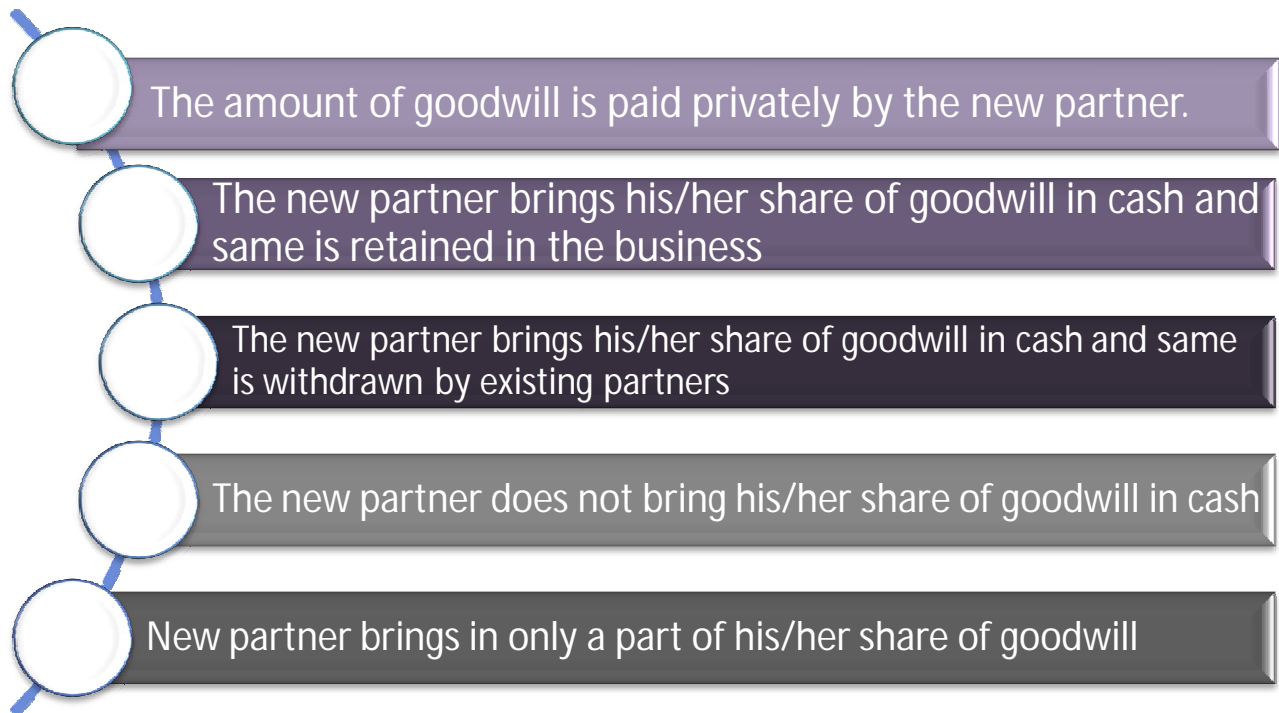 The amount of goodwill is paid privately by the new partner.
The new partner brings his/her share of goodwill in cash and
same is retained in the business
The new partner brings his/her share of goodwill in cash and same
is withdrawn by existing partners
The new partner does not bring his/her share of goodwill in cash
New partner brings in only a part of his/her share of goodwill